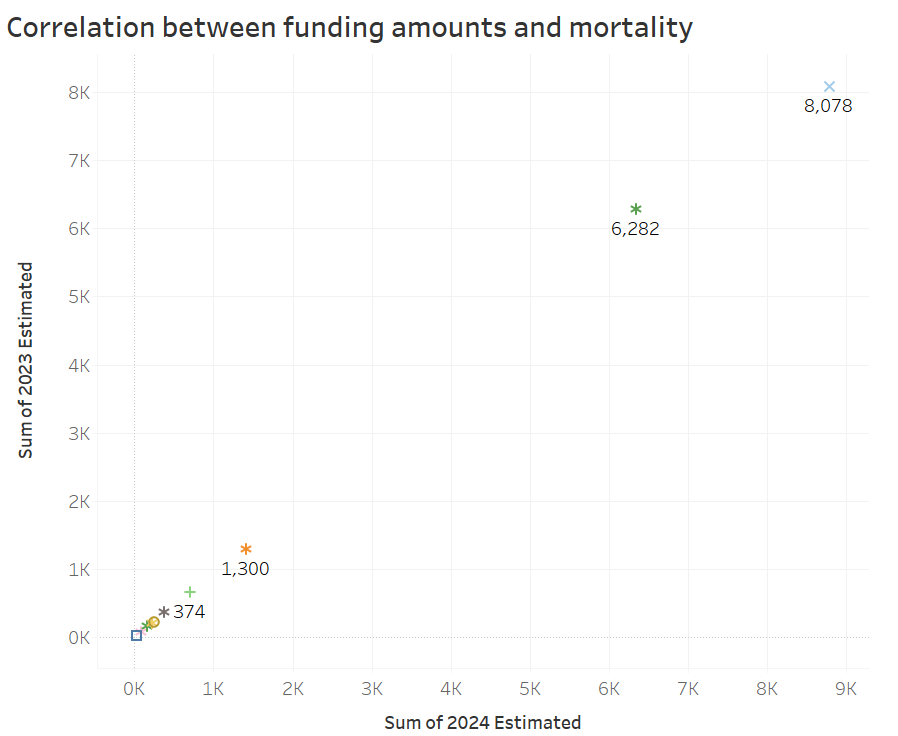 Correlation between funding amounts and mortality
8K
8,078
7K
6K
6,282
5K
Sum of 2023 Estimated
4K
3K
2K
1K
1,300
374
0K
0K 1K 2K 3K 4K 5K 6K 7K 8K 9K
Sum of 2024 Estimated